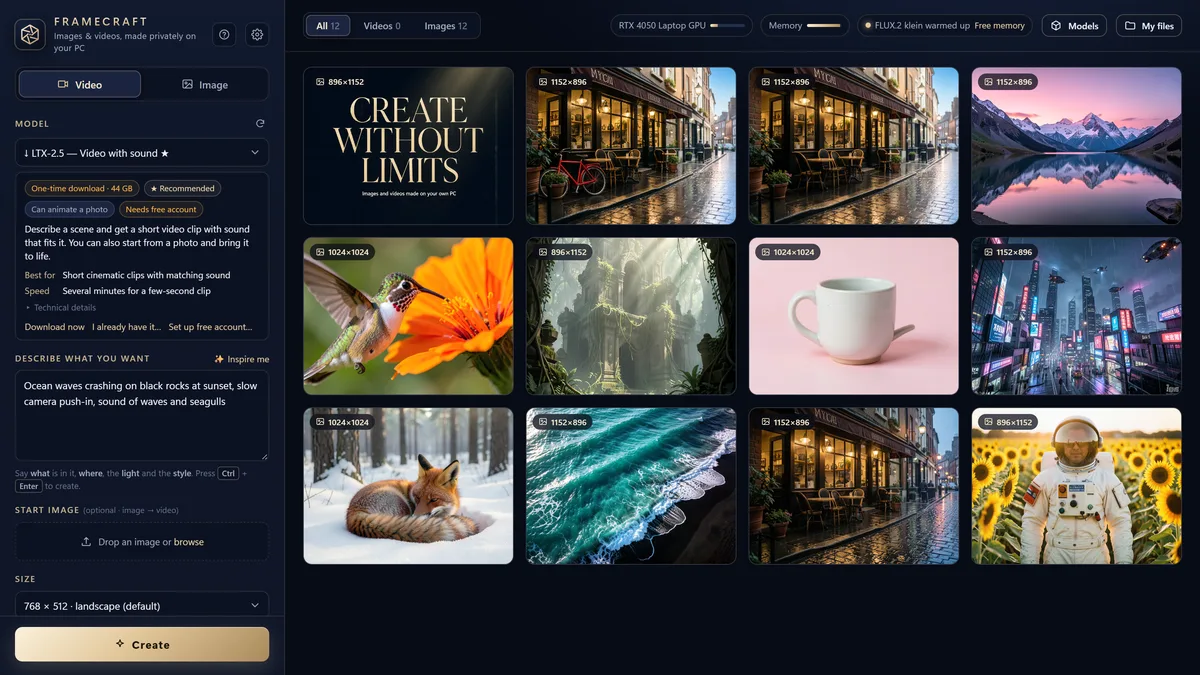 FRAMECRAFT
Images & videos, made privately on
your PC
Video
Image
MODEL
↓ LTX-2.5 — Video with sound ★
One-time download · 44 GB
★ Recommended
Can animate a photo
Needs free account
Describe a scene and get a short video clip with sound
that fits it. You can also start from a photo and bring it
to life.
Best for Short cinematic clips with matching sound
Speed Several minutes for a few-second clip
Technical details
Download now I already have it... Set up free account...
DESCRIBE WHAT YOU WANT
Inspire me
Ocean waves crashing on black rocks at sunset, slow
camera push-in, sound of waves and seagulls
Say what is in it, where, the light and the style. Press Ctrl +
Enter to create.
START IMAGE (optional · image → video)
Drop an image or browse
SIZE
768 × 512 · landscape (default)
Create
All 12
Videos 0
Images 12
RTX 4050 Laptop GPU
Memory
FLUX.2 klein warmed up Free memory
Models
My files
896×1152
CREATE
WITHOUT
LIMITS
Images and videos made on your own PC
1152×896
1152×896
1152×896
1024×1024
896×1152
1024×1024
1152×896
1024×1024
1152×896
1152×896
896×1152